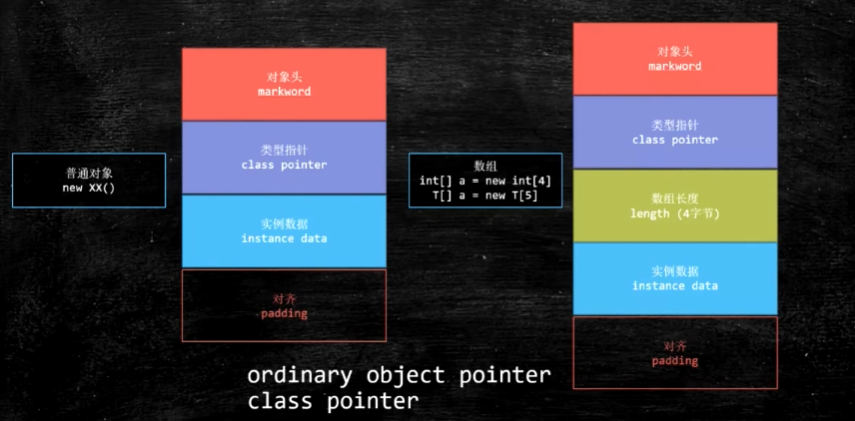 普通对象
new XX()
对象头
markword
类型指针
class pointer
实例数据
instance data
对齐
padding
数组
int[] a = new int[4]
T[] a = new T[5]
对象头
markword
类型指针
class pointer
数组长度
length (4字节)
实例数据
instance data
对齐
padding
ordinary object pointer
class pointer